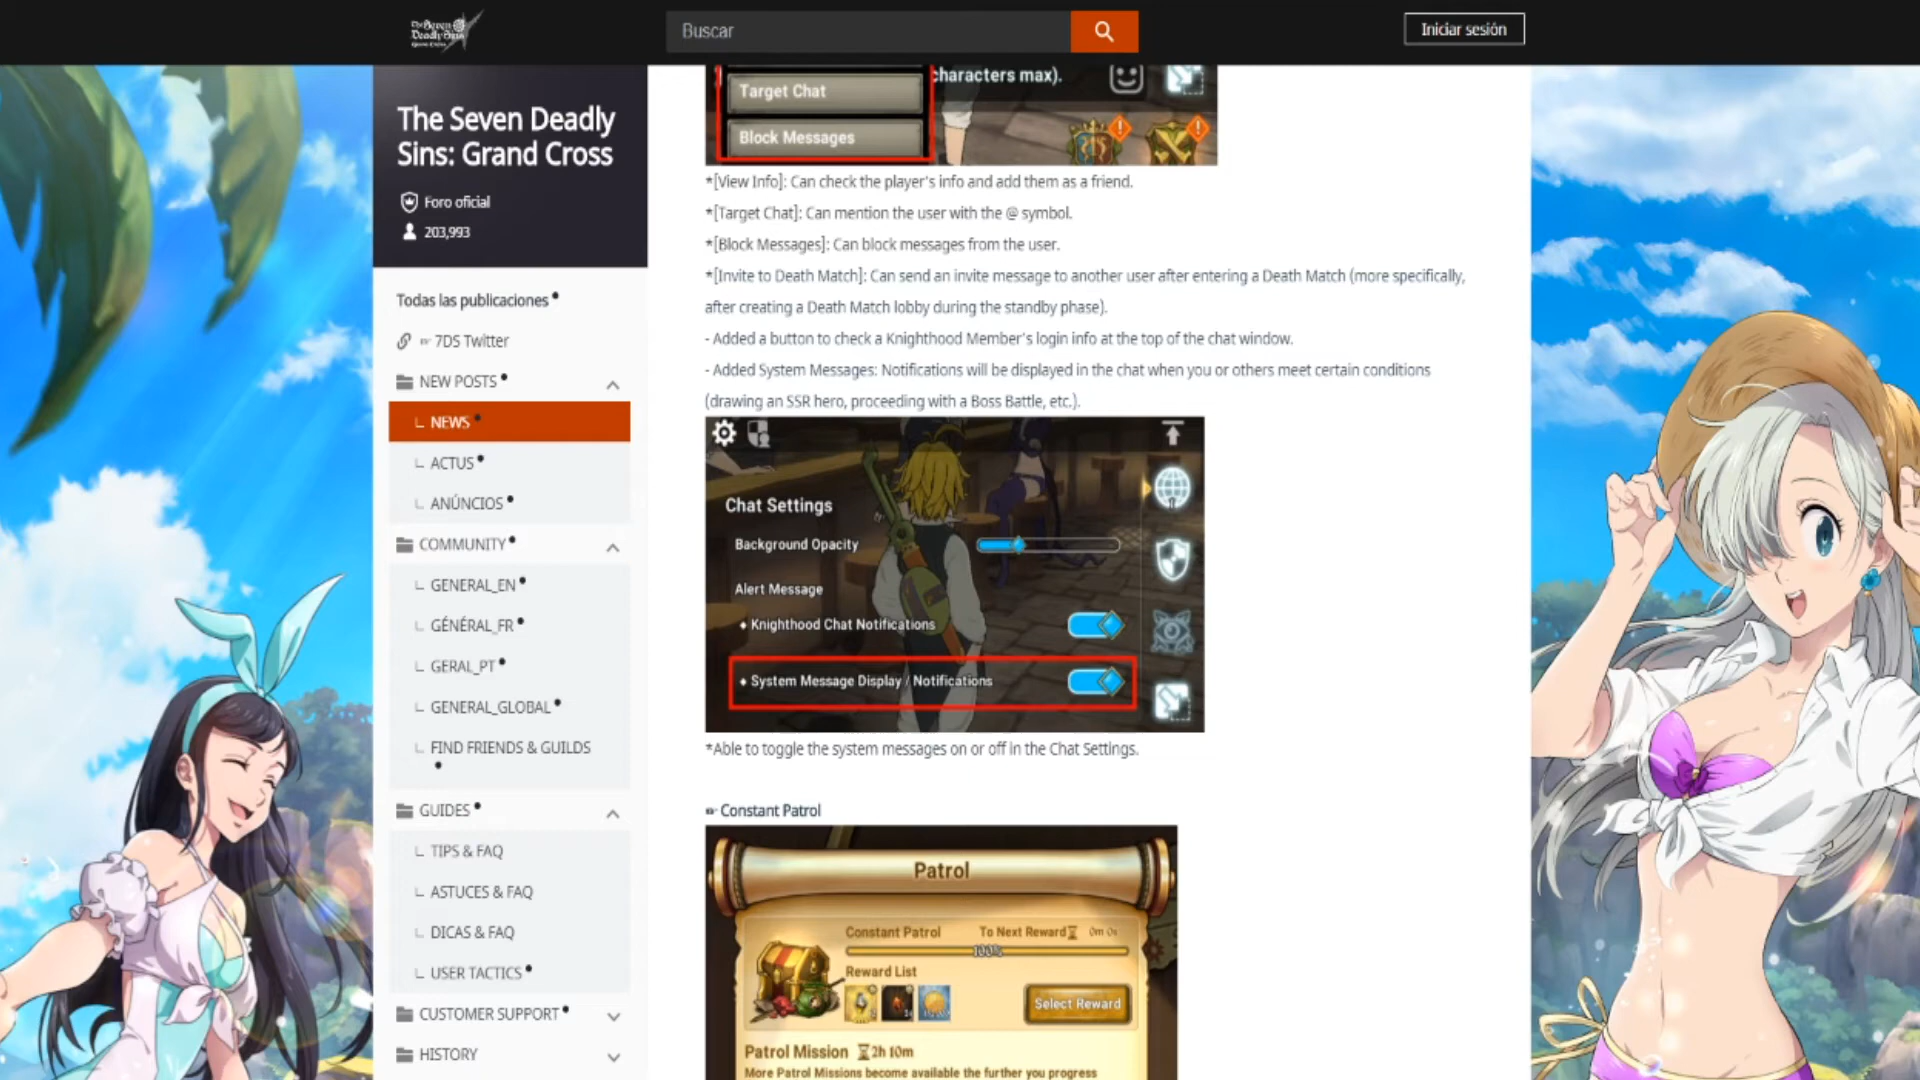 The Seven
Deadly Sins
GRAND CROSS
Buscar
Iniciar sesión
The Seven Deadly
Sins: Grand Cross
Foro oficial
203,993
Todas las publicaciones
7DS Twitter
NEW POSTS
NEWS
ACTUS
ANÚNCIOS
COMMUNITY
GENERAL_EN
GÉNÉRAL_FR
GERAL_PT
GENERAL_GLOBAL
FIND FRIENDS & GUILDS
GUIDES
TIPS & FAQ
ASTUCES & FAQ
DICAS & FAQ
USER TACTICS
CUSTOMER SUPPORT
HISTORY
characters max).
Target Chat
Block Messages
*[View Info]: Can check the player's info and add them as a friend.
*[Target Chat]: Can mention the user with the @ symbol.
*[Block Messages]: Can block messages from the user.
*[Invite to Death Match]: Can send an invite message to another user after entering a Death Match (more specifically,
after creating a Death Match lobby during the standby phase).
- Added a button to check a Knighthood Member's login info at the top of the chat window.
- Added System Messages: Notifications will be displayed in the chat when you or others meet certain conditions
(drawing an SSR hero, proceeding with a Boss Battle, etc.).
Chat Settings
Background Opacity
Alert Message
Knighthood Chat Notifications
System Message Display / Notifications
*Able to toggle the system messages on or off in the Chat Settings.
Constant Patrol
Patrol
Constant Patrol To Next Reward 0m 0s
100%
Reward List
Select Reward
Patrol Mission 2h 10m
More Patrol Missions become available the further you progress